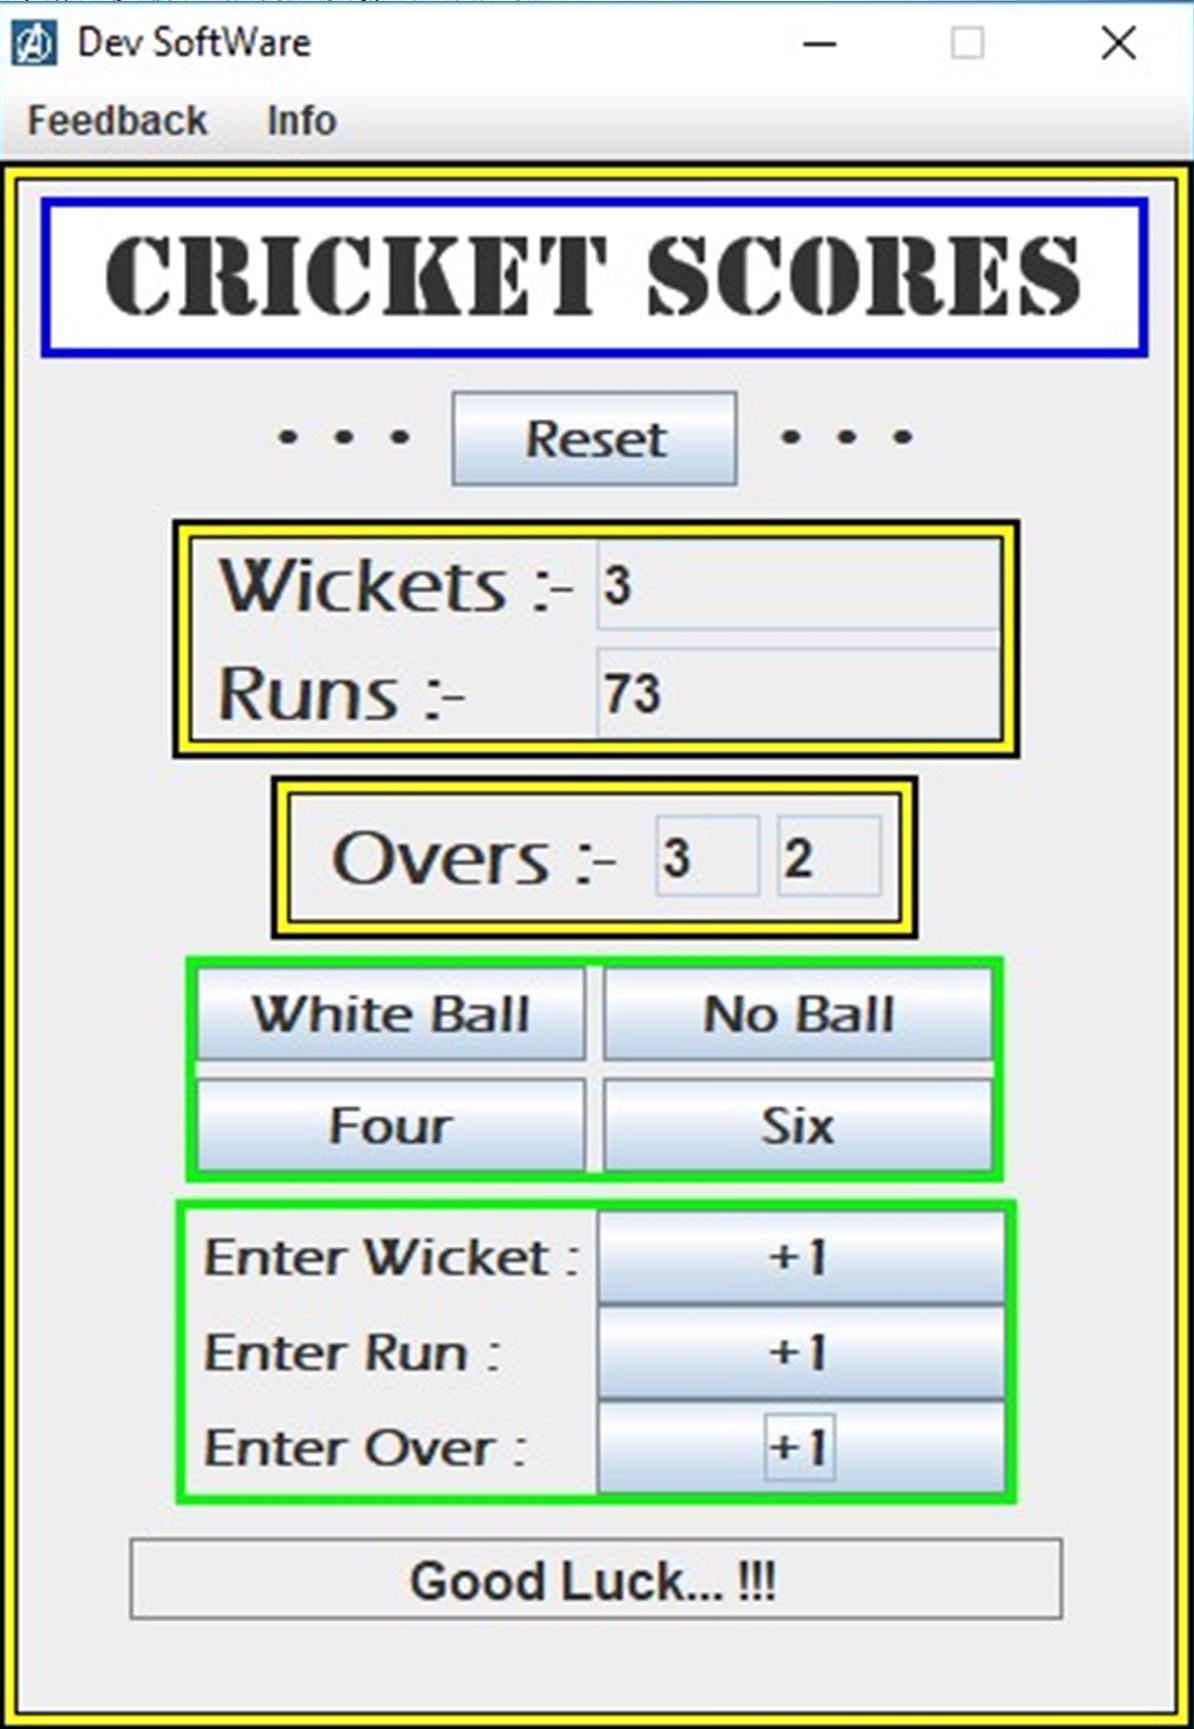 Dev SoftWare
Feedback Info
CRICKET SCORES
• • • Reset • • •
Wickets :- 3
Runs :- 73
Overs :- 3 2
White Ball No Ball
Four Six
Enter Wicket : +1
Enter Run : +1
Enter Over : +1
Good Luck... !!!